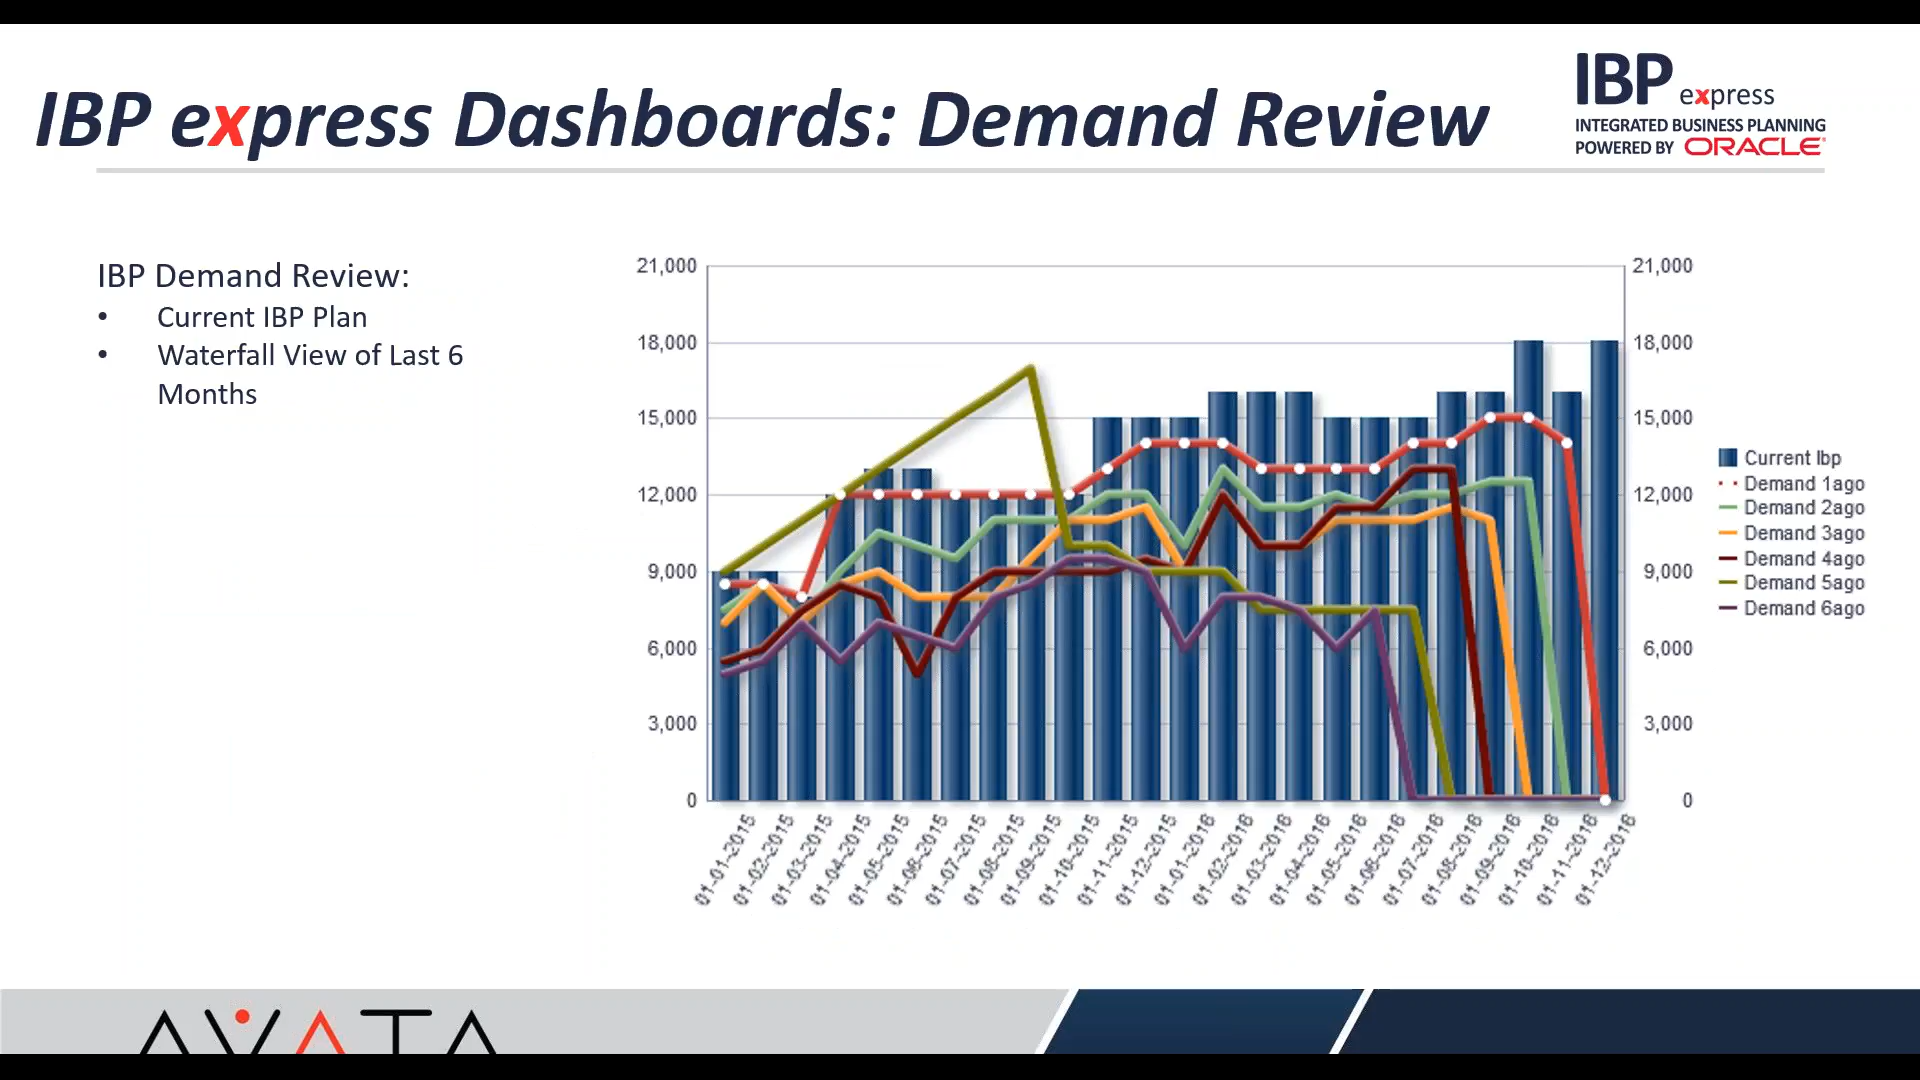 IBP express Dashboards: Demand Review
IBP express
INTEGRATED BUSINESS PLANNING
POWERED BY ORACLE
IBP Demand Review:
• Current IBP Plan
• Waterfall View of Last 6
Months
21,000
18,000
15,000
12,000
9,000
6,000
3,000
0
21,000
18,000
15,000
12,000
9,000
6,000
3,000
0
01-01-2015
01-02-2015
01-03-2015
01-04-2015
01-05-2015
01-06-2015
01-07-2015
01-08-2015
01-09-2015
01-10-2015
01-11-2015
01-12-2015
01-01-2016
01-02-2016
01-03-2016
01-04-2016
01-05-2016
01-06-2016
01-07-2016
01-08-2016
01-09-2016
01-10-2016
01-11-2016
01-12-2016
Current Ibp
Demand 1ago
Demand 2ago
Demand 3ago
Demand 4ago
Demand 5ago
Demand 6ago
AVATA